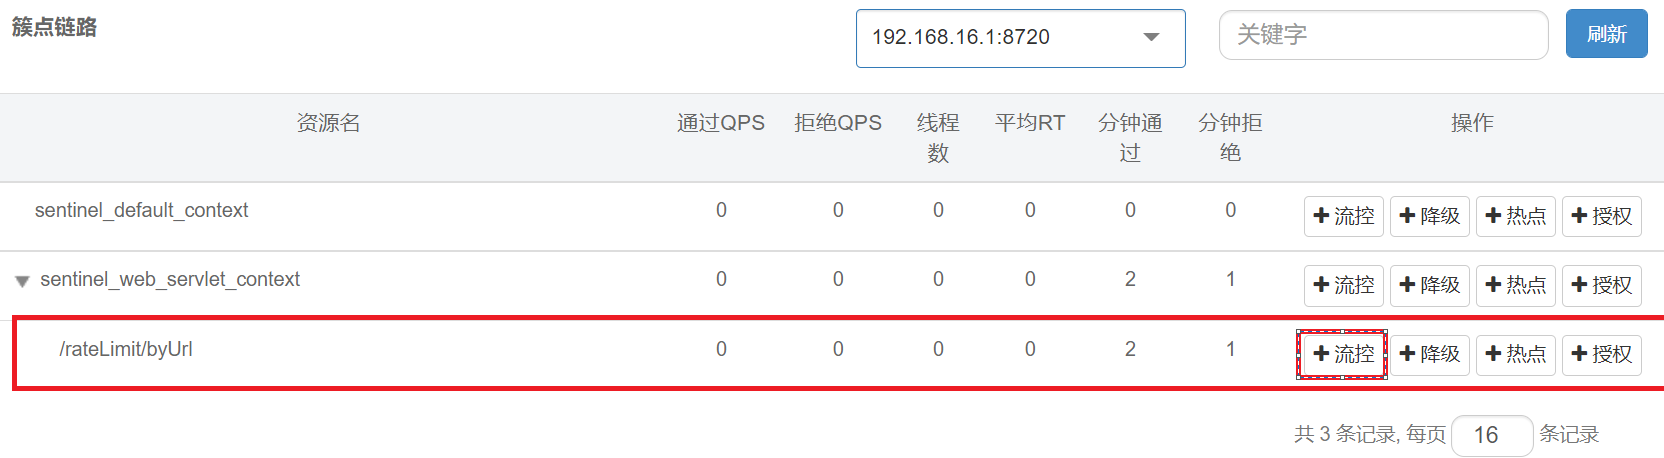 簇点链路 192.168.16.1:8720 关键字 刷新
资源名 通过QPS 拒绝QPS 线程数 平均RT 分钟通过 分钟拒绝 操作
sentinel_default_context 0 0 0 0 0 0 流控 降级 热点 授权
sentinel_web_servlet_context 0 0 0 0 2 1 流控 降级 热点 授权
/rateLimit/byUrl 0 0 0 0 2 1 流控 降级 热点 授权
共 3 条记录, 每页 16 条记录